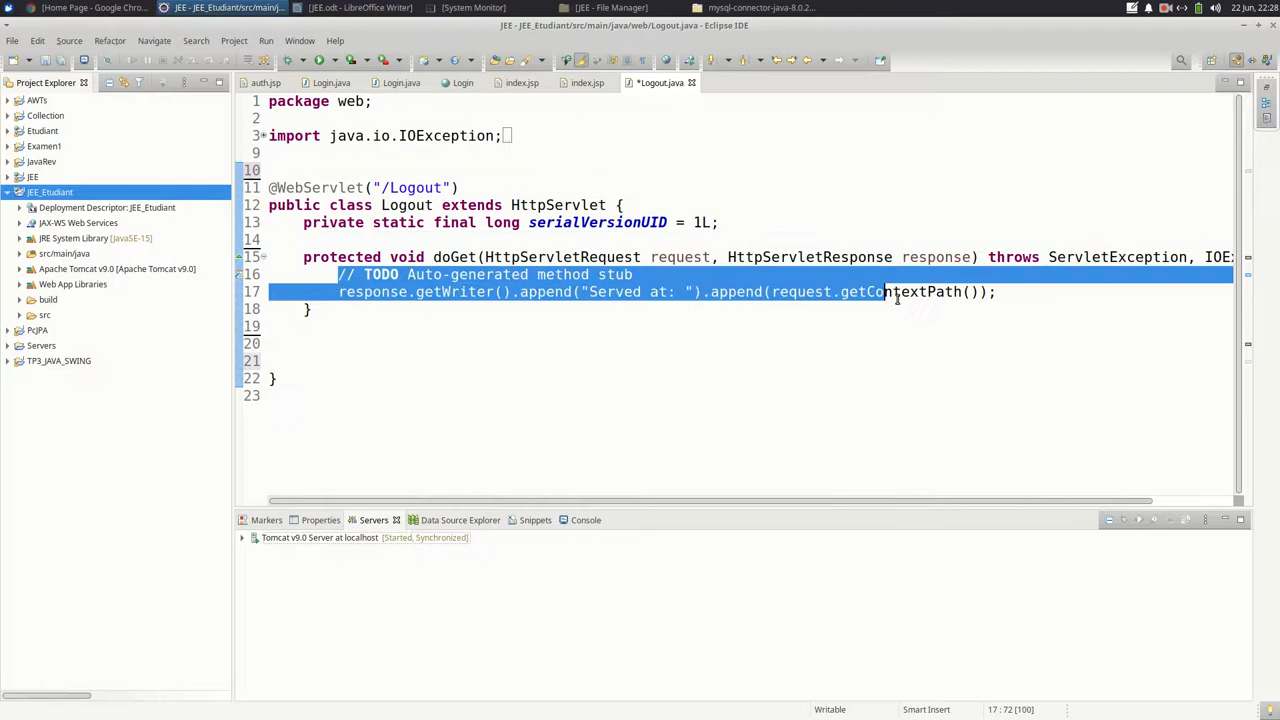 [Home Page - Google Chro...
JEE - JEE_Etudiant/src/main/j...
[JEE.odt - LibreOffice Writer]
[System Monitor]
[JEE - File Manager]
mysql-connector-java-8.0.2...
22 Jun, 22:28
JEE - JEE_Etudiant/src/main/java/web/Logout.java - Eclipse IDE
File Edit Source Refactor Navigate Search Project Run Window Help
Project Explorer
auth.jsp Login.java Login.java Login index.jsp index.jsp *Logout.java
AWTs
Collection
Etudiant
Examen1
JavaRev
JEE
JEE_Etudiant
Deployment Descriptor: JEE_Etudiant
JAX-WS Web Services
JRE System Library [JavaSE-15]
src/main/java
Apache Tomcat v9.0 [Apache Tomcat v9.0]
Web App Libraries
build
src
PcJPA
Servers
TP3_JAVA_SWING
1 package web;
2
3 import java.io.IOException;
9
10
11 @WebServlet("/Logout")
12 public class Logout extends HttpServlet {
13 private static final long serialVersionUID = 1L;
14
15 protected void doGet(HttpServletRequest request, HttpServletResponse response) throws ServletException, IOE
16 // TODO Auto-generated method stub
17 response.getWriter().append("Served at: ").append(request.getContextPath());
18 }
19
20
21
22 }
23
Markers Properties Servers Data Source Explorer Snippets Console
Tomcat v9.0 Server at localhost [Started, Synchronized]
Writable Smart Insert 17 : 72 [100]